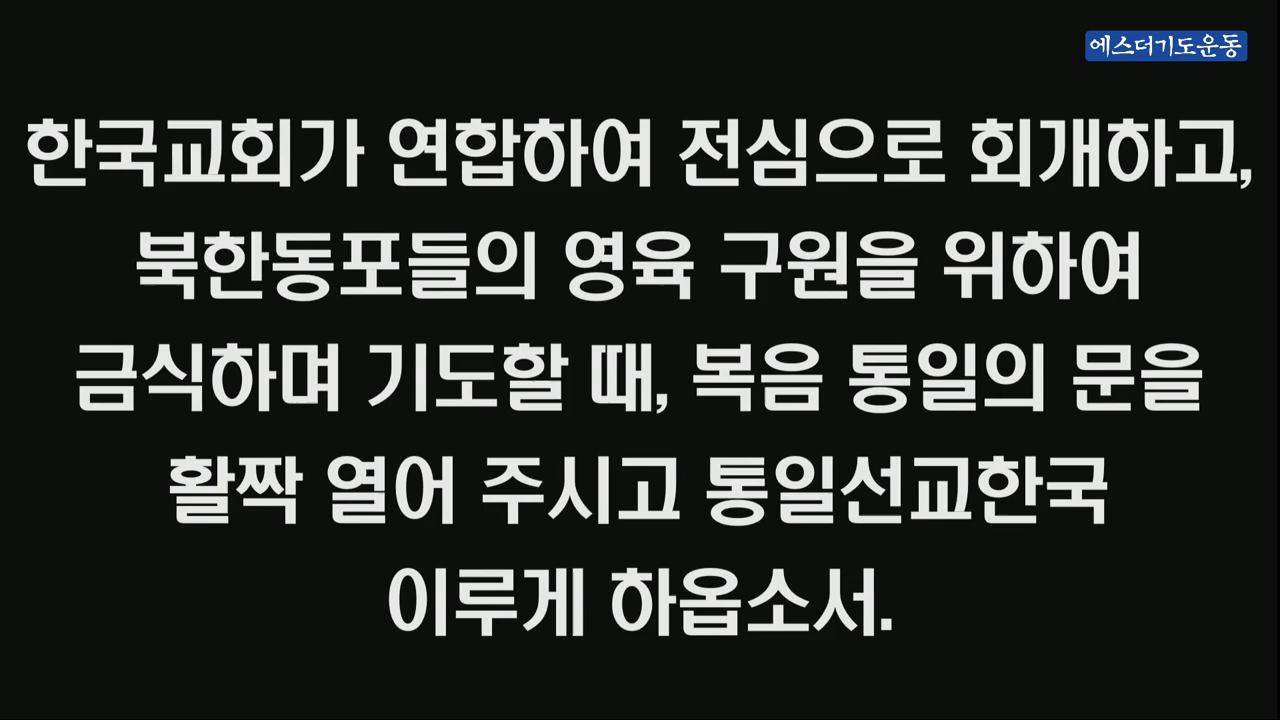 에스더기도운동
한국교회가 연합하여 전심으로 회개하고,
북한동포들의 영육 구원을 위하여
금식하며 기도할 때, 복음 통일의 문을
활짝 열어 주시고 통일선교한국
이루게 하옵소서.